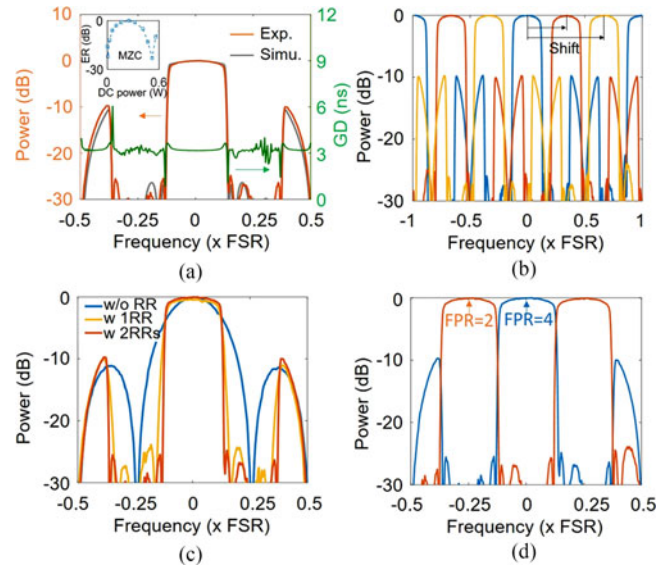 10
0
-10
-20
-30
Power (dB)
ER (dB)
0
-30
MZC
0
0.6
DC power (W)
Exp.
Simu.
12
9
6
3
0
GD (ns)
-0.5
-0.25
0
0.25
0.5
Frequency (x FSR)
(a)
0
-10
-20
-30
Power (dB)
Shift
-1
-0.5
0
0.5
1
Frequency (x FSR)
(b)
w/o RR
w 1RR
w 2RRs
0
-10
-20
-30
Power (dB)
-0.5
-0.25
0
0.25
0.5
Frequency (x FSR)
(c)
0
-10
-20
-30
Power (dB)
FPR=2
FPR=4
-0.5
-0.25
0
0.25
0.5
Frequency (x FSR)
(d)